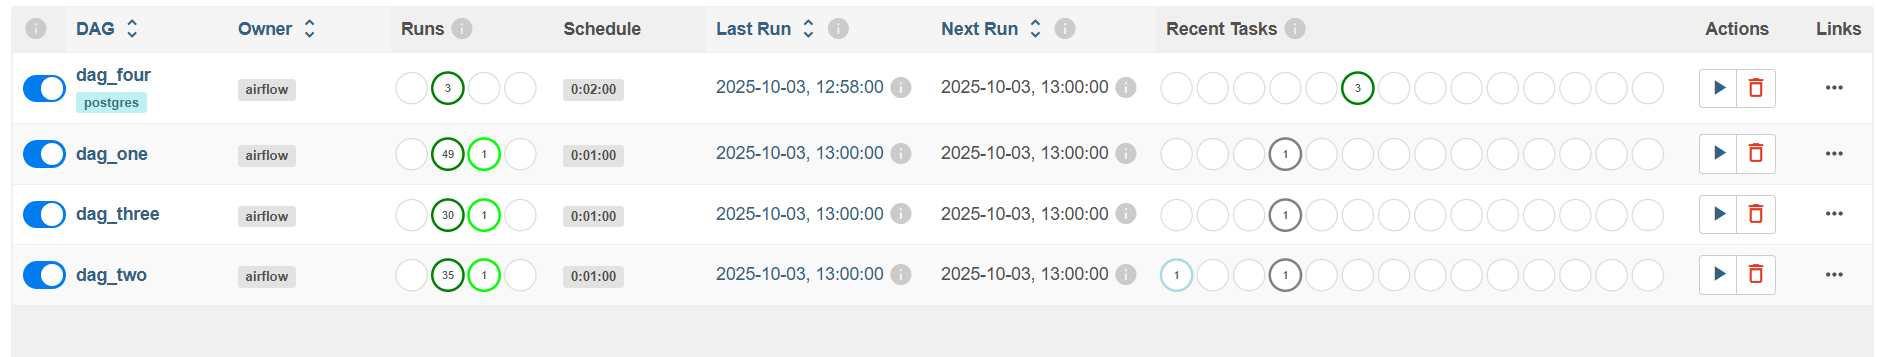 DAG Owner Runs Schedule Last Run Next Run Recent Tasks Actions Links
dag_four
postgres
airflow 3 0:02:00 2025-10-03, 12:58:00 2025-10-03, 13:00:00 3
dag_one airflow 49 1 0:01:00 2025-10-03, 13:00:00 2025-10-03, 13:00:00 1
dag_three airflow 30 1 0:01:00 2025-10-03, 13:00:00 2025-10-03, 13:00:00 1
dag_two airflow 35 1 0:01:00 2025-10-03, 13:00:00 2025-10-03, 13:00:00 1 1